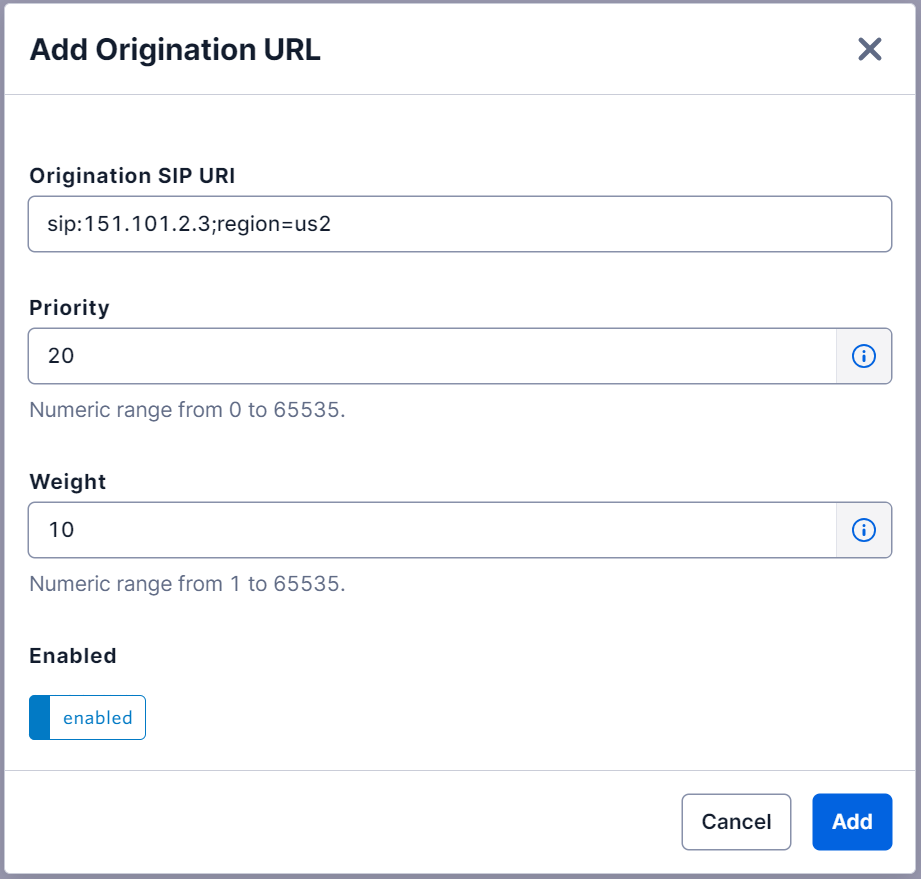 Add Origination URL
Origination SIP URI
sip:151.101.2.3;region=us2
Priority
20
Numeric range from 0 to 65535.
Weight
10
Numeric range from 1 to 65535.
Enabled
enabled
Cancel
Add